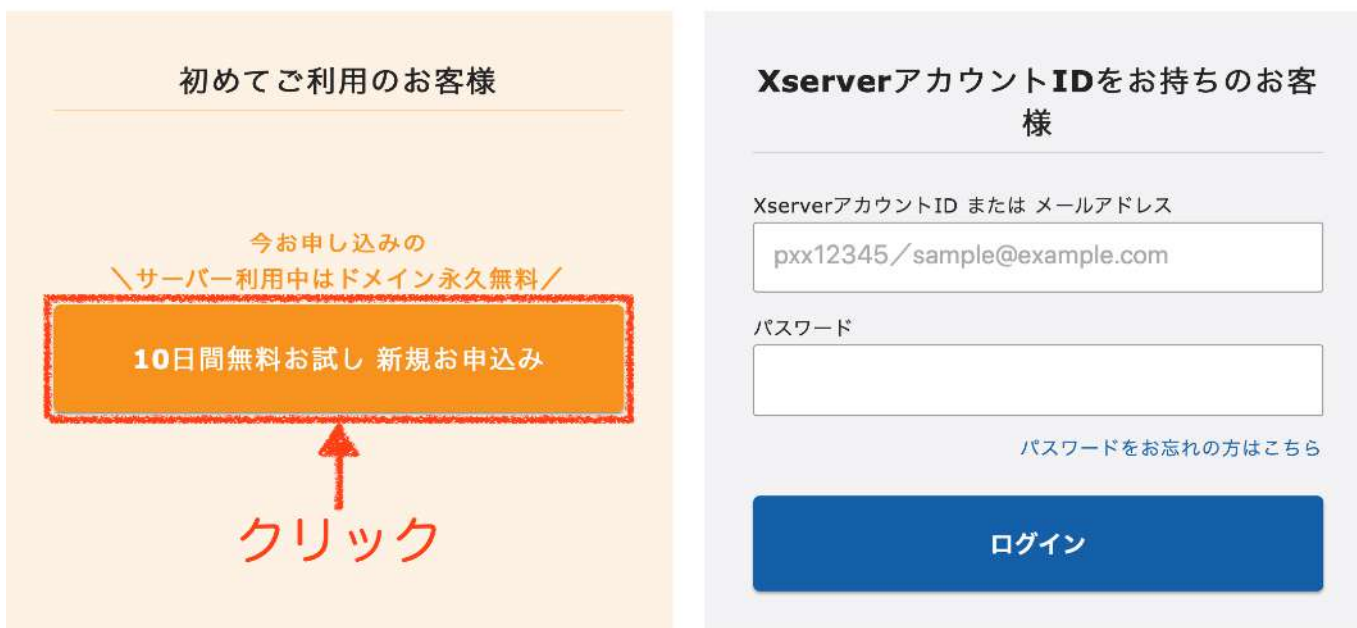 初めてご利用のお客様
今お申し込みの
＼サーバー利用中はドメイン永久無料／
10日間無料お試し 新規お申込み
クリック
XserverアカウントIDをお持ちのお客
様
XserverアカウントID または メールアドレス
pxx12345／sample@example.com
パスワード
パスワードをお忘れの方はこちら
ログイン